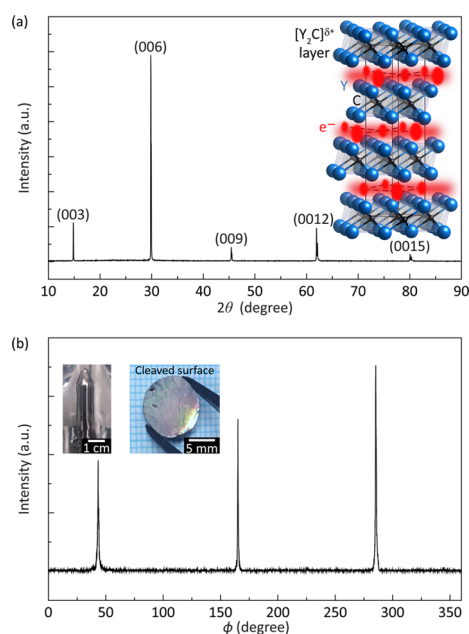 (a)
[Y₂C]^δ+
layer
Y
C
e⁻
(003)
(006)
(009)
(0012)
(0015)
Intensity (a.u.)
10 20 30 40 50 60 70 80 90
2θ (degree)
(b)
Cleaved surface
1 cm
5 mm
Intensity (a.u.)
0 50 100 150 200 250 300 350
ϕ (degree)